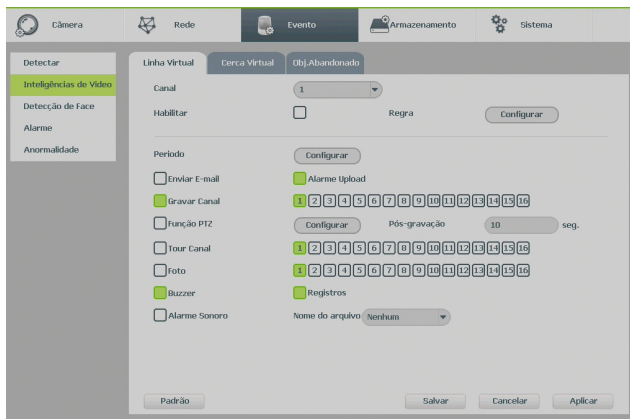 Câmera Rede Evento Armazenamento Sistema
Detectar
Inteligências de Vídeo
Detecção de Face
Alarme
Anormalidade
Linha Virtual Cerca Virtual Obj.Abandonado
Canal 1
Habilitar Regra Configurar
Período Configurar
Enviar E-mail Alarme Upload
Gravar Canal 1 2 3 4 5 6 7 8 9 10 11 12 13 14 15 16
Função PTZ Configurar Pós-gravação 10 seg.
Tour Canal 1 2 3 4 5 6 7 8 9 10 11 12 13 14 15 16
Foto 1 2 3 4 5 6 7 8 9 10 11 12 13 14 15 16
Buzzer Registros
Alarme Sonoro Nome do arquivo Nenhum
Padrão Salvar Cancelar Aplicar